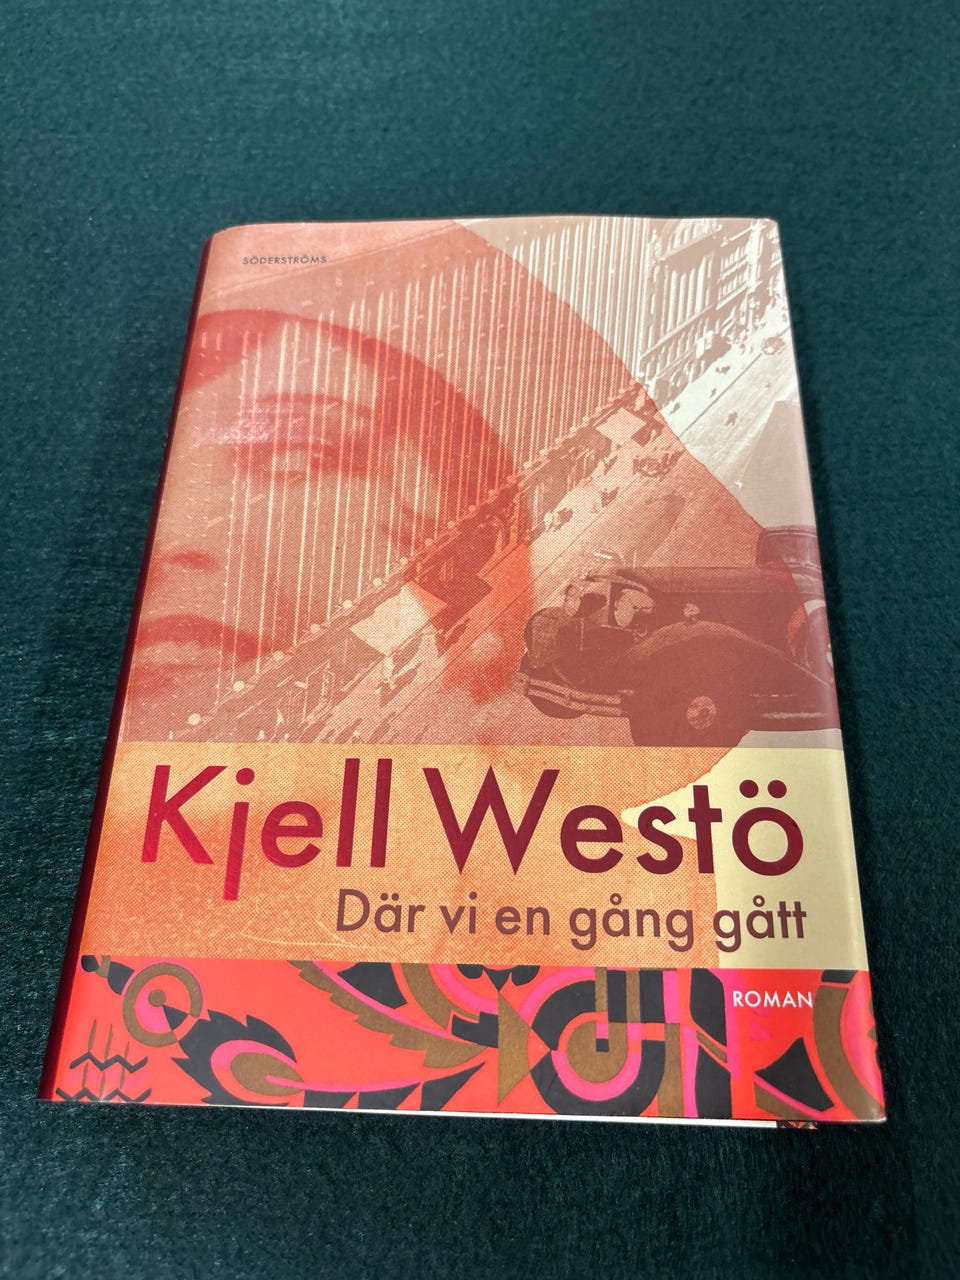 SÖDERSTRÖMS
Kjell Westö
Där vi en gång gått
ROMAN